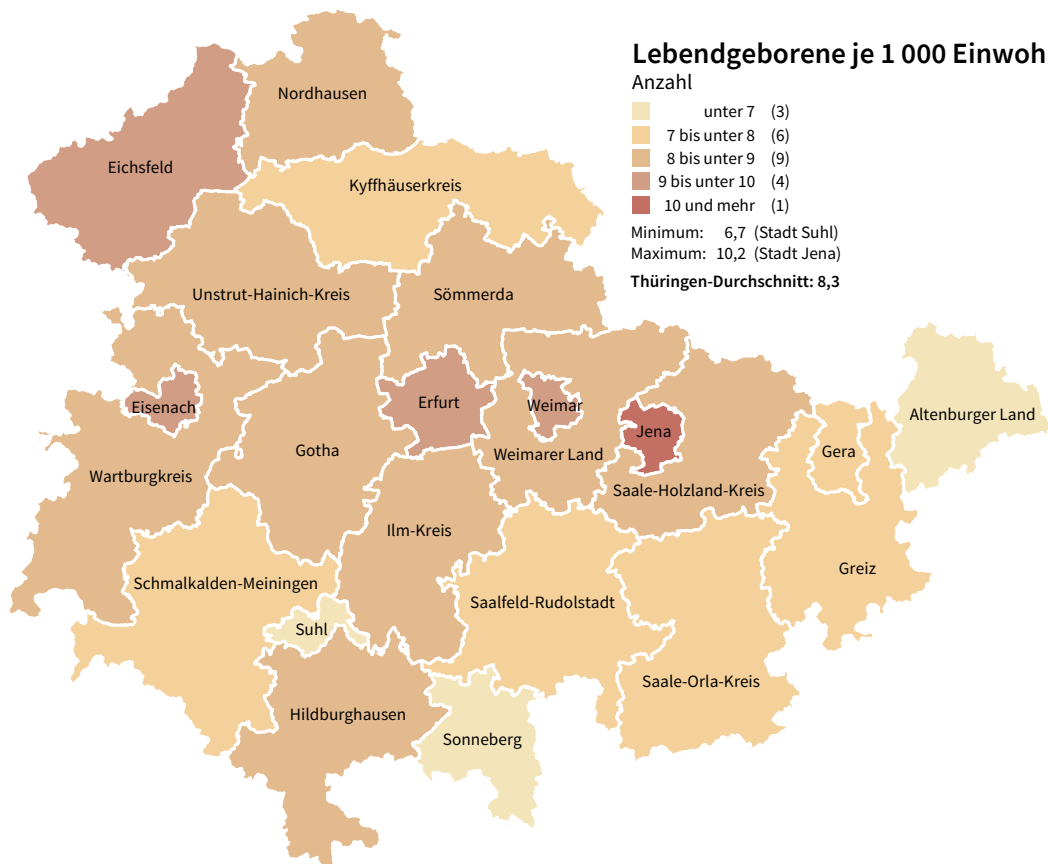 Lebendgeborene je 1 000 Einwoh
Anzahl
unter 7 (3)
7 bis unter 8 (6)
8 bis unter 9 (9)
9 bis unter 10 (4)
10 und mehr (1)
Minimum: 6,7 (Stadt Suhl)
Maximum: 10,2 (Stadt Jena)
Thüringen-Durchschnitt: 8,3
Nordhausen
Eichsfeld
Kyffhäuserkreis
Unstrut-Hainich-Kreis
Sömmerda
Eisenach
Erfurt
Weimar
Altenburger Land
Jena
Gotha
Weimarer Land
Gera
Wartburgkreis
Saale-Holzland-Kreis
Ilm-Kreis
Greiz
Schmalkalden-Meiningen
Saalfeld-Rudolstadt
Suhl
Saale-Orla-Kreis
Hildburghausen
Sonneberg